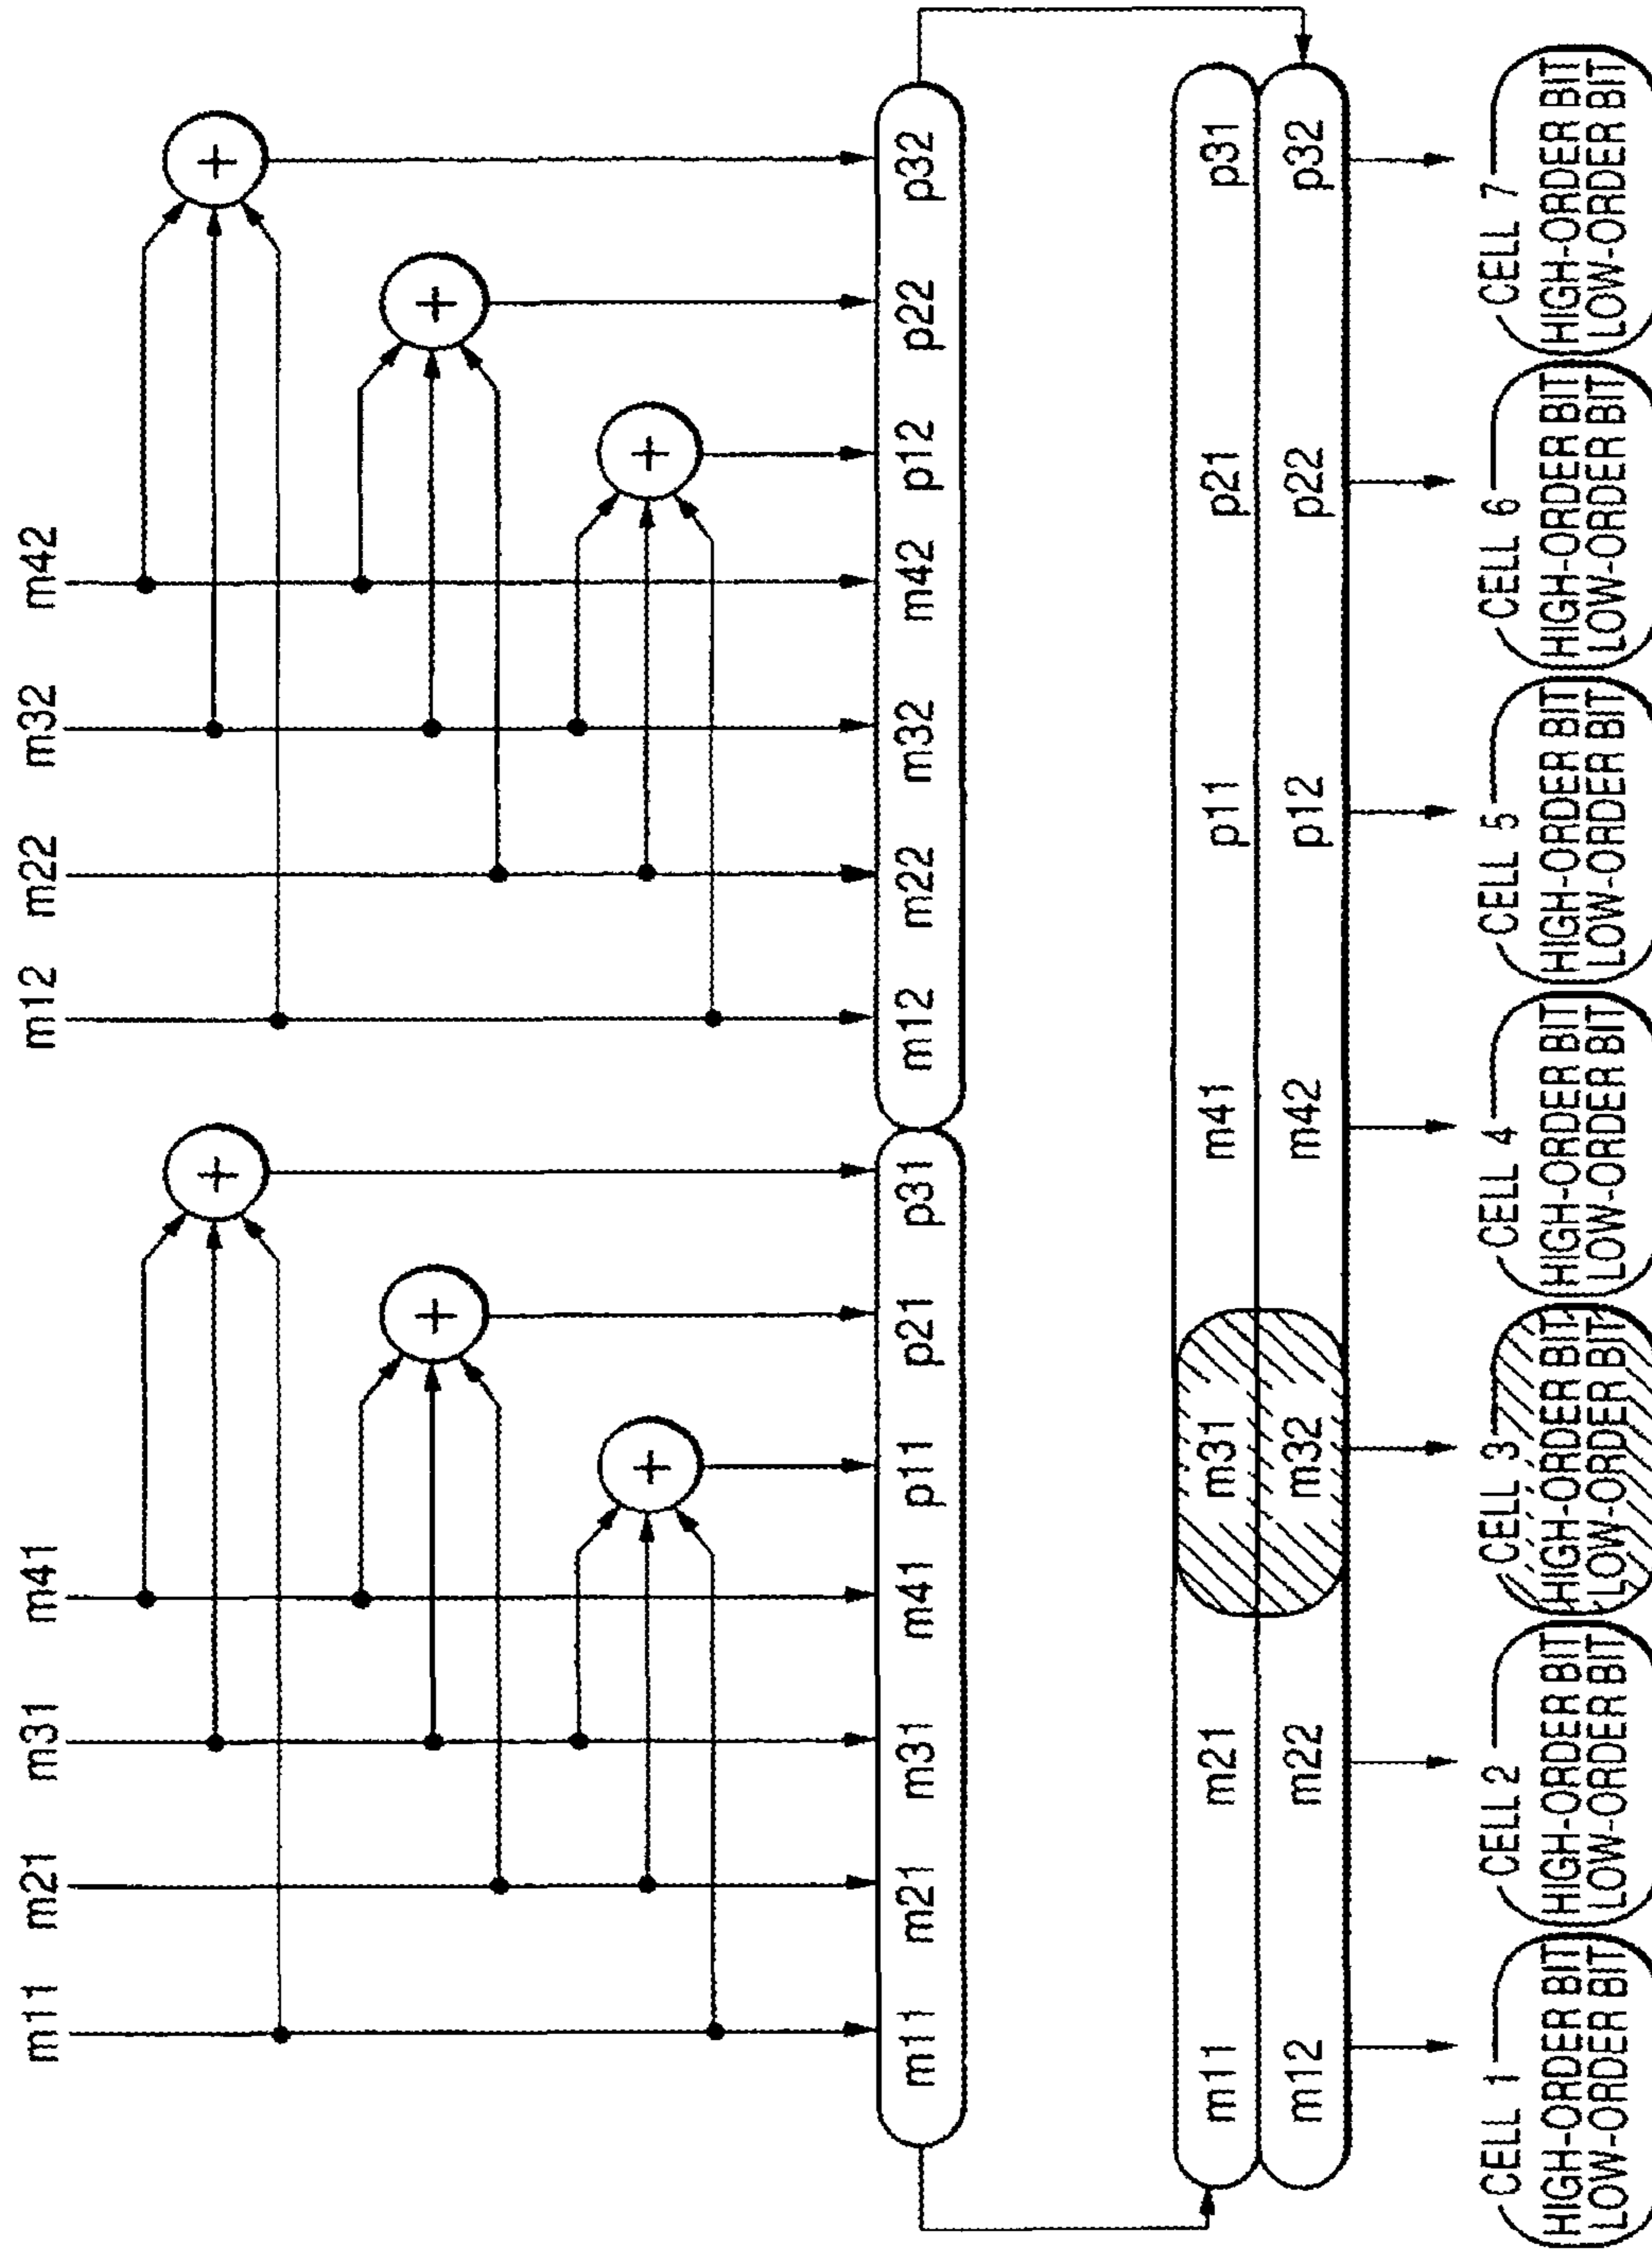 m11 m21 m31 m41 m12 m22 m32 m42
+ + + + + +
m11 m21 m31 m41 p11 p21 p31 m12 m22 m32 m42 p12 p22 p32
m11 m21 m31 m41 p11 p21 p31
m12 m22 m32 m42 p12 p22 p32
CELL 1 CELL 2 CELL 3 CELL 4 CELL 5 CELL 6 CELL 7
HIGH-ORDER BIT HIGH-ORDER BIT HIGH-ORDER BIT HIGH-ORDER BIT HIGH-ORDER BIT HIGH-ORDER BIT HIGH-ORDER BIT
LOW-ORDER BIT LOW-ORDER BIT LOW-ORDER BIT LOW-ORDER BIT LOW-ORDER BIT LOW-ORDER BIT LOW-ORDER BIT